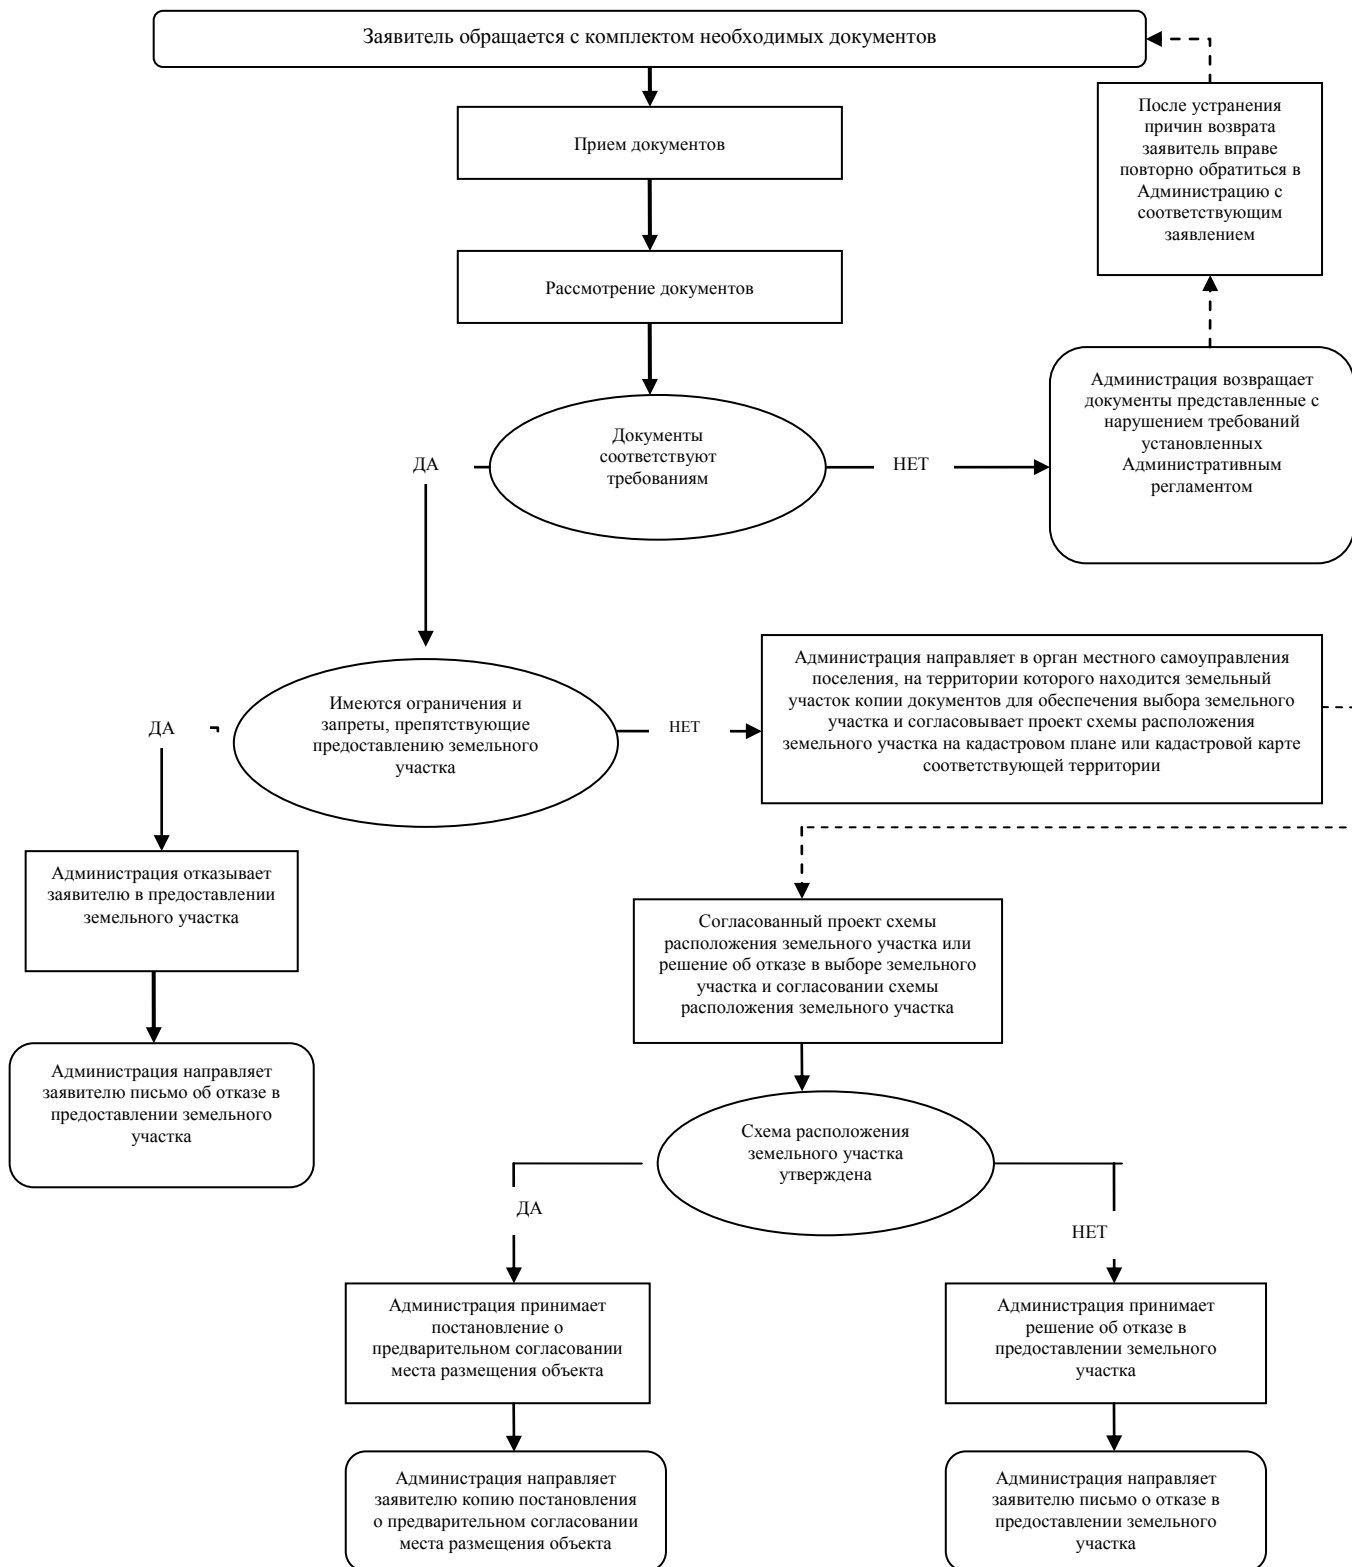 Заявитель обращается с комплектом необходимых документов
После устранения
причин возврата
заявитель вправе
повторно обратиться в
Администрацию с
соответствующим
заявлением
Прием документов
Рассмотрение документов
Администрация возвращает
документы представленные с
нарушением требований
установленных
Административным
регламентом
Документы
соответствуют
требованиям
ДА
НЕТ
Администрация направляет в орган местного самоуправления
поселения, на территории которого находится земельный
участок копии документов для обеспечения выбора земельного
участка и согласовывает проект схемы расположения
земельного участка на кадастровом плане или кадастровой карте
соответствующей территории
Имеются ограничения и
запреты, препятствующие
предоставлению земельного
участка
ДА
НЕТ
Администрация отказывает
заявителю в предоставлении
земельного участка
Согласованный проект схемы
расположения земельного участка или
решение об отказе в выборе земельного
участка и согласовании схемы
расположения земельного участка
Администрация направляет
заявителю письмо об отказе в
предоставлении земельного
участка
Схема расположения
земельного участка
утверждена
ДА
НЕТ
Администрация принимает
постановление о
предварительном согласовании
места размещения объекта
Администрация принимает
решение об отказе в
предоставлении земельного
участка
Администрация направляет
заявителю копию постановления
о предварительном согласовании
места размещения объекта
Администрация направляет
заявителю письмо о отказе в
предоставлении земельного
участка